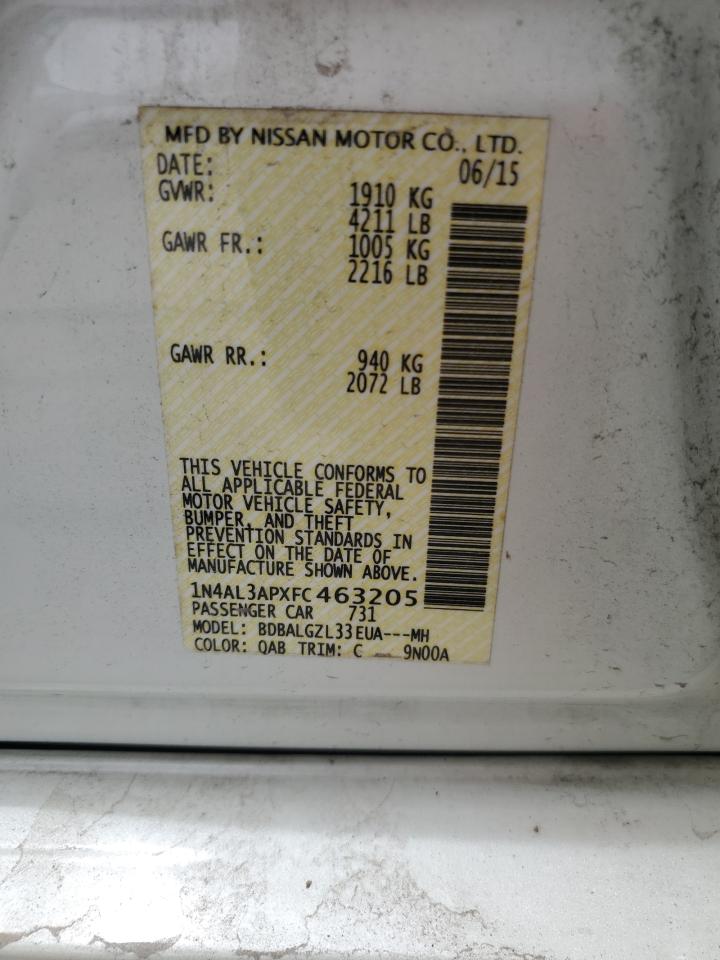 MFD BY NISSAN MOTOR CO., LTD.
DATE: 06/15
GVWR: 1910 KG
4211 LB
GAWR FR.: 1005 KG
2216 LB
GAWR RR.: 940 KG
2072 LB
THIS VEHICLE CONFORMS TO
ALL APPLICABLE FEDERAL
MOTOR VEHICLE SAFETY,
BUMPER, AND THEFT
PREVENTION STANDARDS IN
EFFECT ON THE DATE OF
MANUFACTURE SHOWN ABOVE.
1N4AL3APXFC463205
PASSENGER CAR 731
MODEL: BDBALGZL33EUA---MH
COLOR: QAB TRIM: C 9N00A